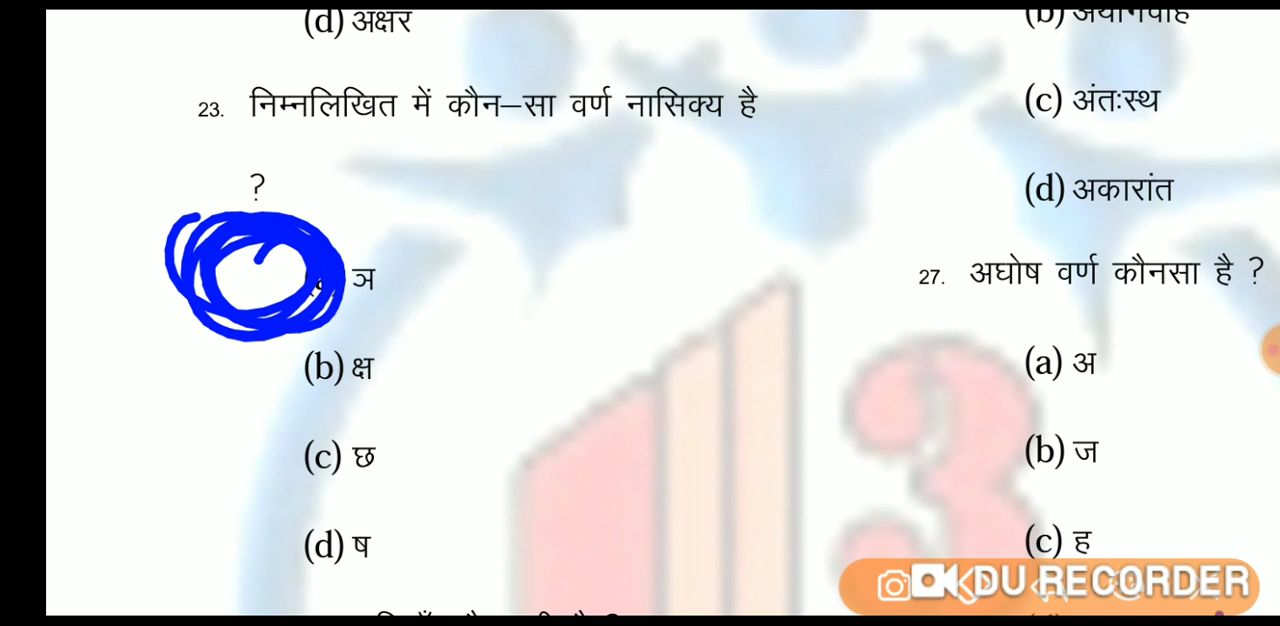 (d) अक्षर
23. निम्नलिखित में कौन–सा वर्ण नासिक्य है
?
ञ
(b) क्ष
(c) छ
(d) ष
(c) अंतःस्थ
(d) अकारांत
27. अघोष वर्ण कौनसा है ?
(a) अ
(b) ज
(c) ह
DU RECORDER